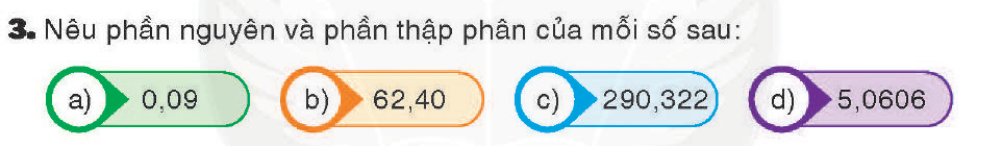 3. Nêu phần nguyên và phần thập phân của mỗi số sau:
a) 0,09 b) 62,40 c) 290,322 d) 5,0606